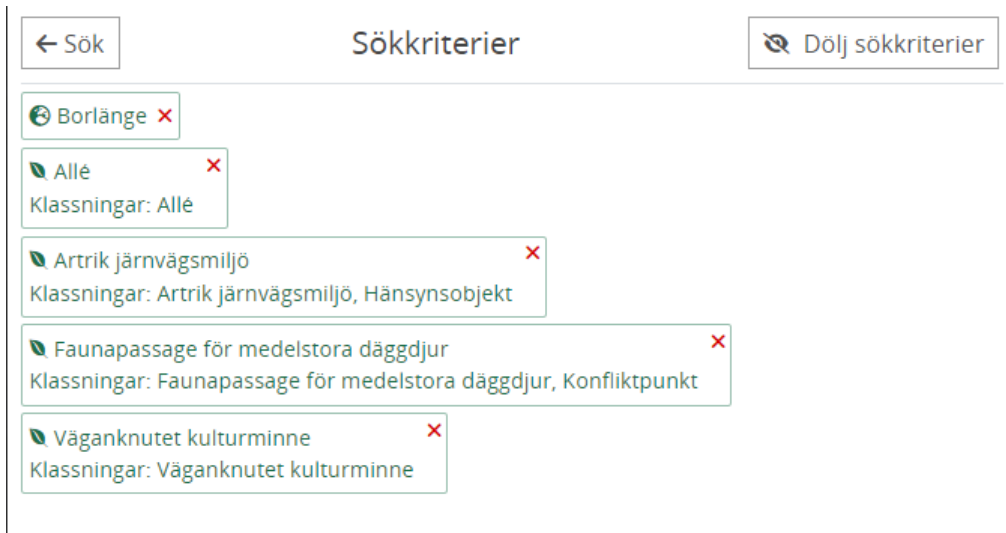 Sök
Sökkriterier
Dölj sökkriterier
Borlänge
Allé
Klassningar: Allé
Artrik järnvägsmiljö
Klassningar: Artrik järnvägsmiljö, Hänsynsobjekt
Faunapassage för medelstora däggdjur
Klassningar: Faunapassage för medelstora däggdjur, Konfliktpunkt
Väganknutet kulturminne
Klassningar: Väganknutet kulturminne